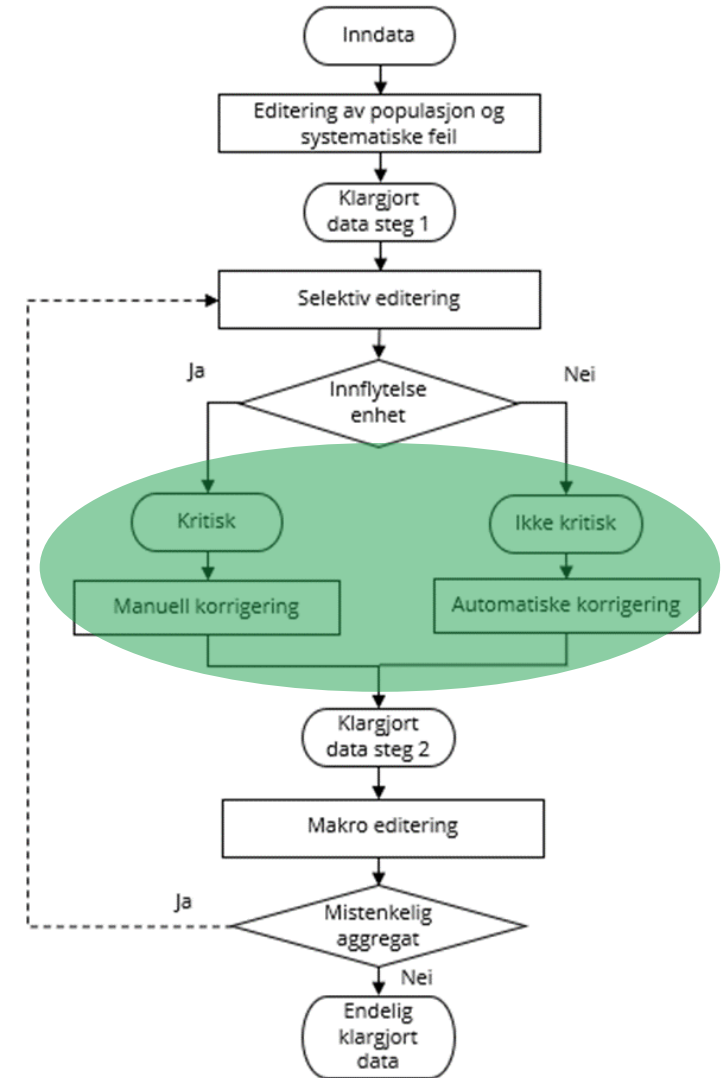 Inndata
Editering av populasjon og
systematiske feil
Klargjort
data steg 1
Selektiv editering
Ja
Nei
Innflytelse
enhet
Kritisk
Ikke kritisk
Manuell korrigering
Automatiske korrigering
Klargjort
data steg 2
Makro editering
Ja
Mistenkelig
aggregat
Nei
Endelig
klargjort
data